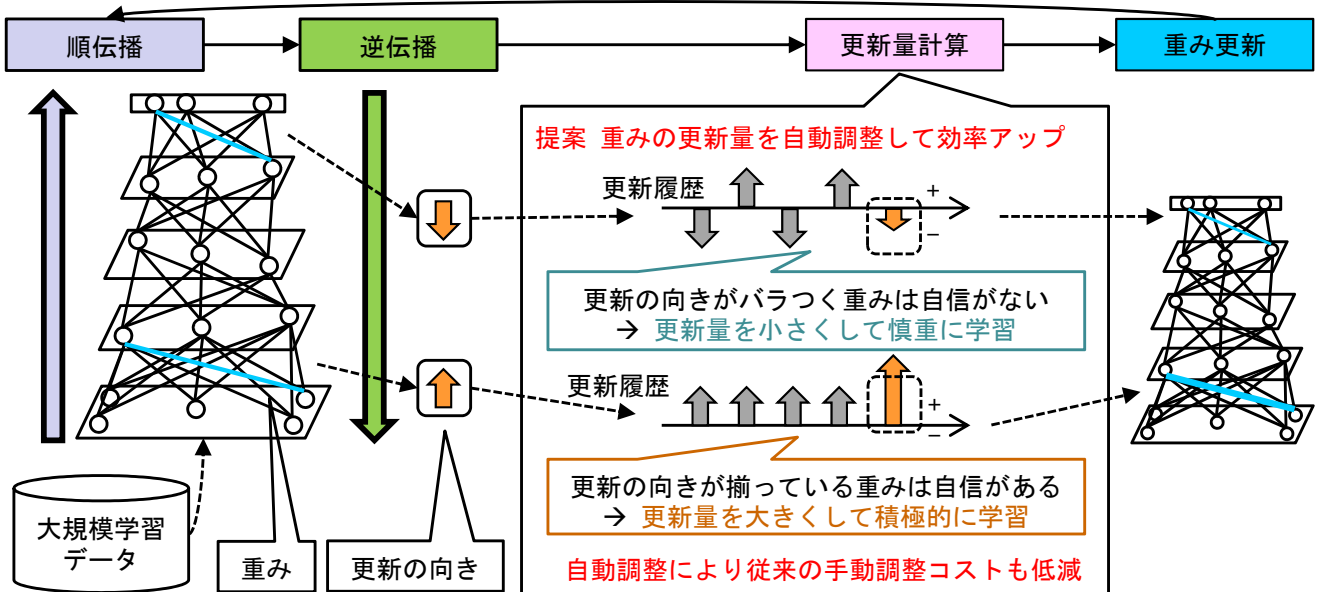 順伝播
逆伝播
更新量計算
重み更新
提案 重みの更新量を自動調整して効率アップ
更新履歴
+
−
更新の向きがバラつく重みは自信がない
→ 更新量を小さくして慎重に学習
更新履歴
+
−
更新の向きが揃っている重みは自信がある
→ 更新量を大きくして積極的に学習
自動調整により従来の手動調整コストも低減
大規模学習
データ
重み
更新の向き